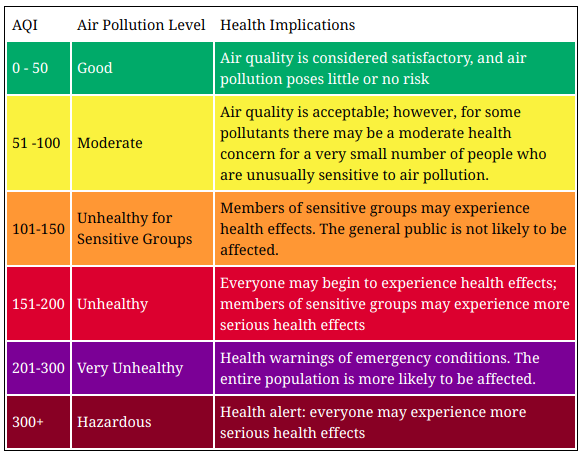 AQI Air Pollution Level Health Implications
0 - 50 Good Air quality is considered satisfactory, and air
pollution poses little or no risk
51 -100 Moderate Air quality is acceptable; however, for some
pollutants there may be a moderate health
concern for a very small number of people who
are unusually sensitive to air pollution.
101-150 Unhealthy for
Sensitive Groups
Members of sensitive groups may experience
health effects. The general public is not likely to be
affected.
151-200 Unhealthy Everyone may begin to experience health effects;
members of sensitive groups may experience more
serious health effects
201-300 Very Unhealthy Health warnings of emergency conditions. The
entire population is more likely to be affected.
300+ Hazardous Health alert: everyone may experience more
serious health effects